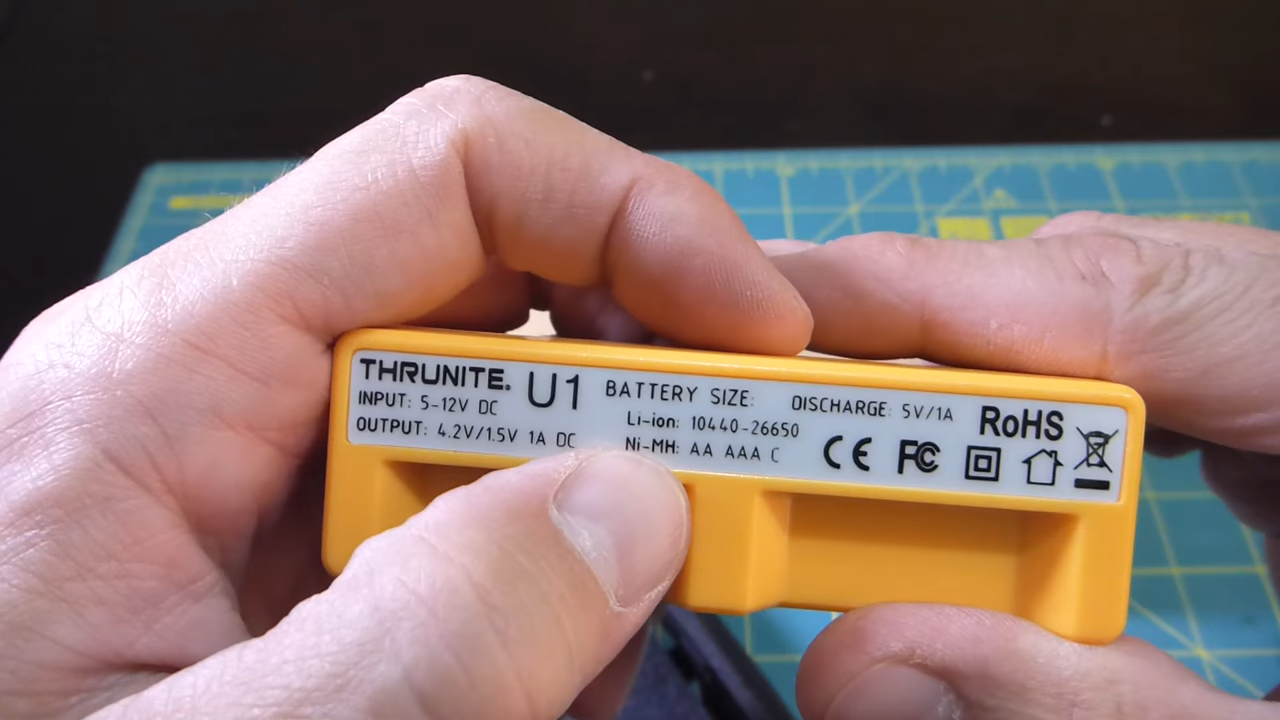 THRUNITE. U1
INPUT: 5-12V DC
OUTPUT: 4.2V/1.5V 1A DC
BATTERY SIZE:
Li-ion: 10440-26650
Ni-MH: AA AAA C
DISCHARGE: 5V/1A
CE FC
RoHS